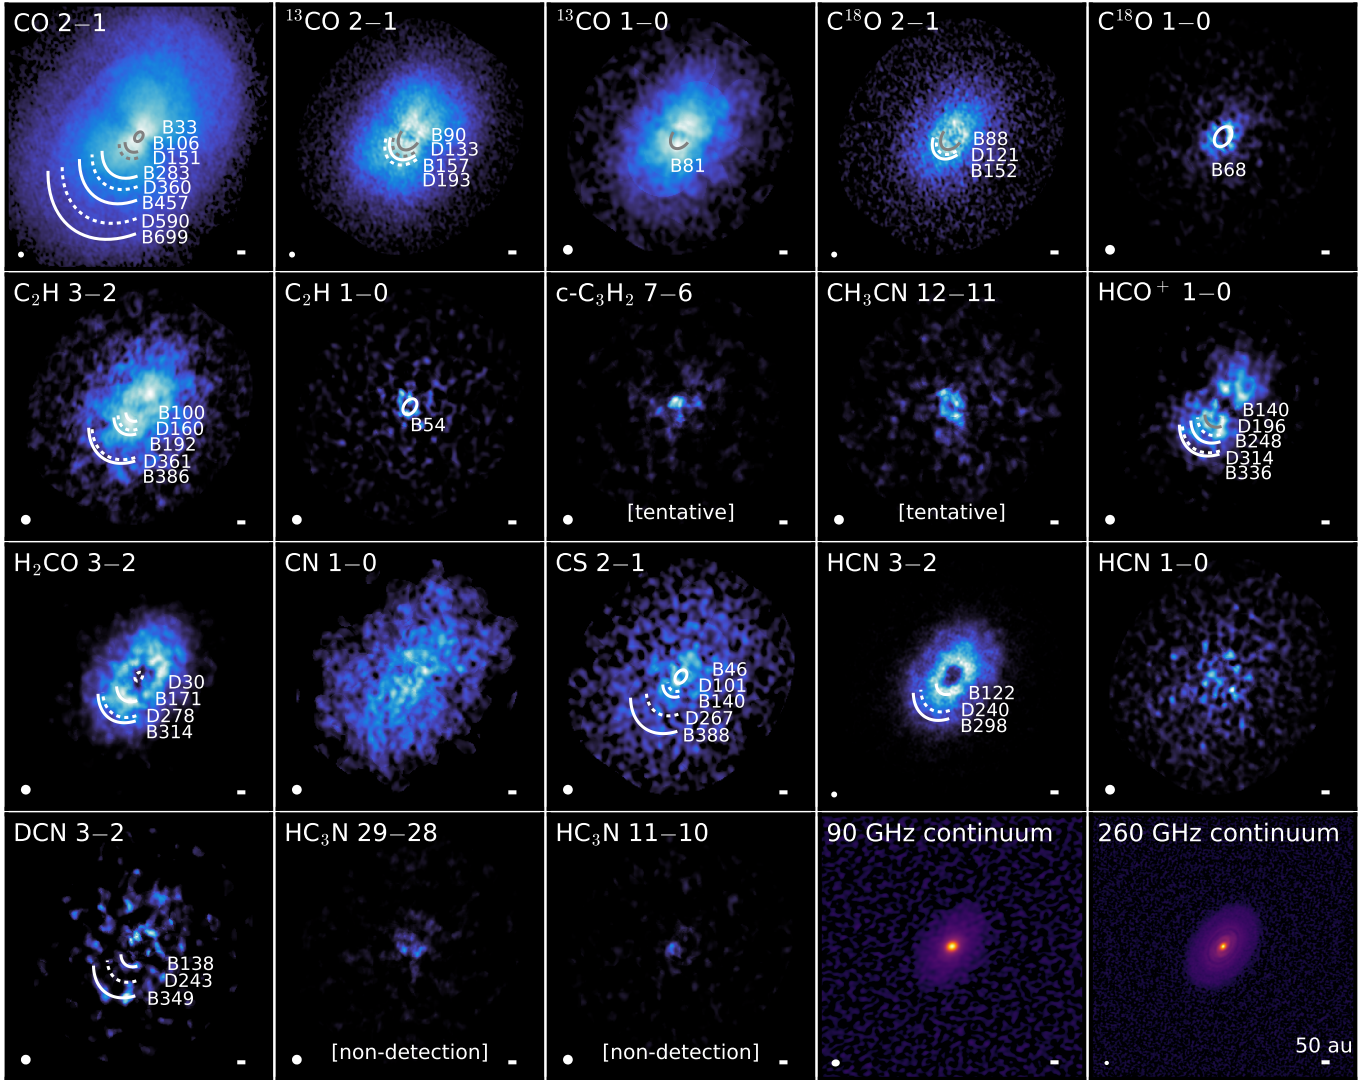 CO 2−1
B33
B106
D151
B283
D360
B457
D590
B699
¹³CO 2−1
B90
D133
B157
D193
¹³CO 1−0
B81
C¹⁸O 2−1
B88
D121
B152
C¹⁸O 1−0
B68
C₂H 3−2
B100
D160
B192
D361
B386
C₂H 1−0
B54
c-C₃H₂ 7−6
[tentative]
CH₃CN 12−11
[tentative]
HCO⁺ 1−0
B140
D196
B248
D314
B336
H₂CO 3−2
D30
B171
D278
B314
CN 1−0
CS 2−1
B46
D101
B140
D267
B388
HCN 3−2
B122
D240
B298
HCN 1−0
DCN 3−2
B138
D243
B349
HC₃N 29−28
[non-detection]
HC₃N 11−10
[non-detection]
90 GHz continuum
260 GHz continuum
50 au